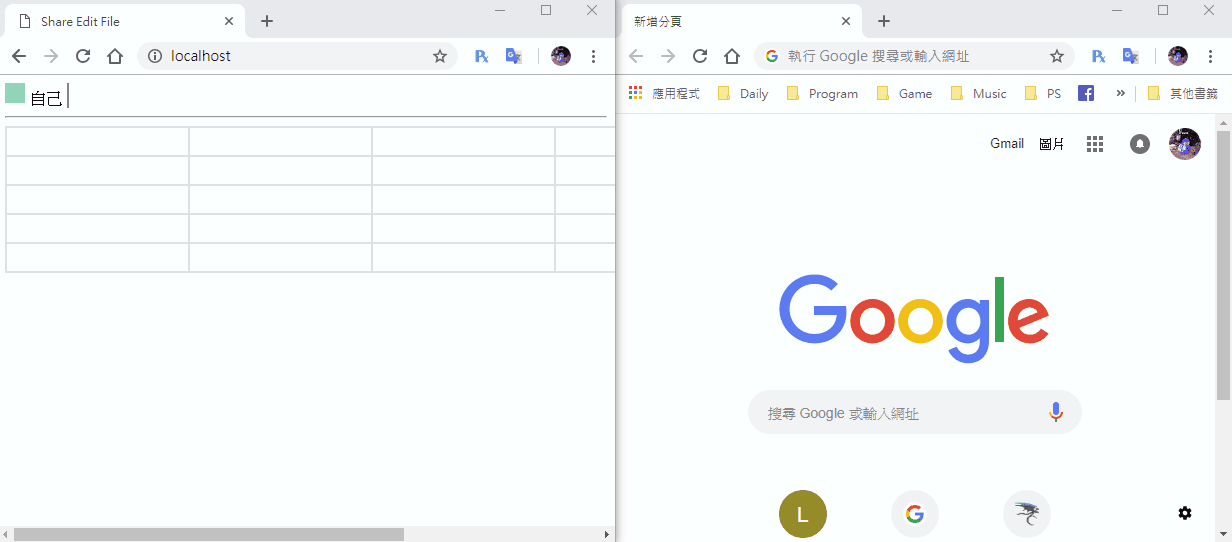 Share Edit File
localhost
自己
新增分頁
執行 Google 搜尋或輸入網址
應用程式 Daily Program Game Music PS 其他書籤
Gmail 圖片
Google
搜尋 Google 或輸入網址
L